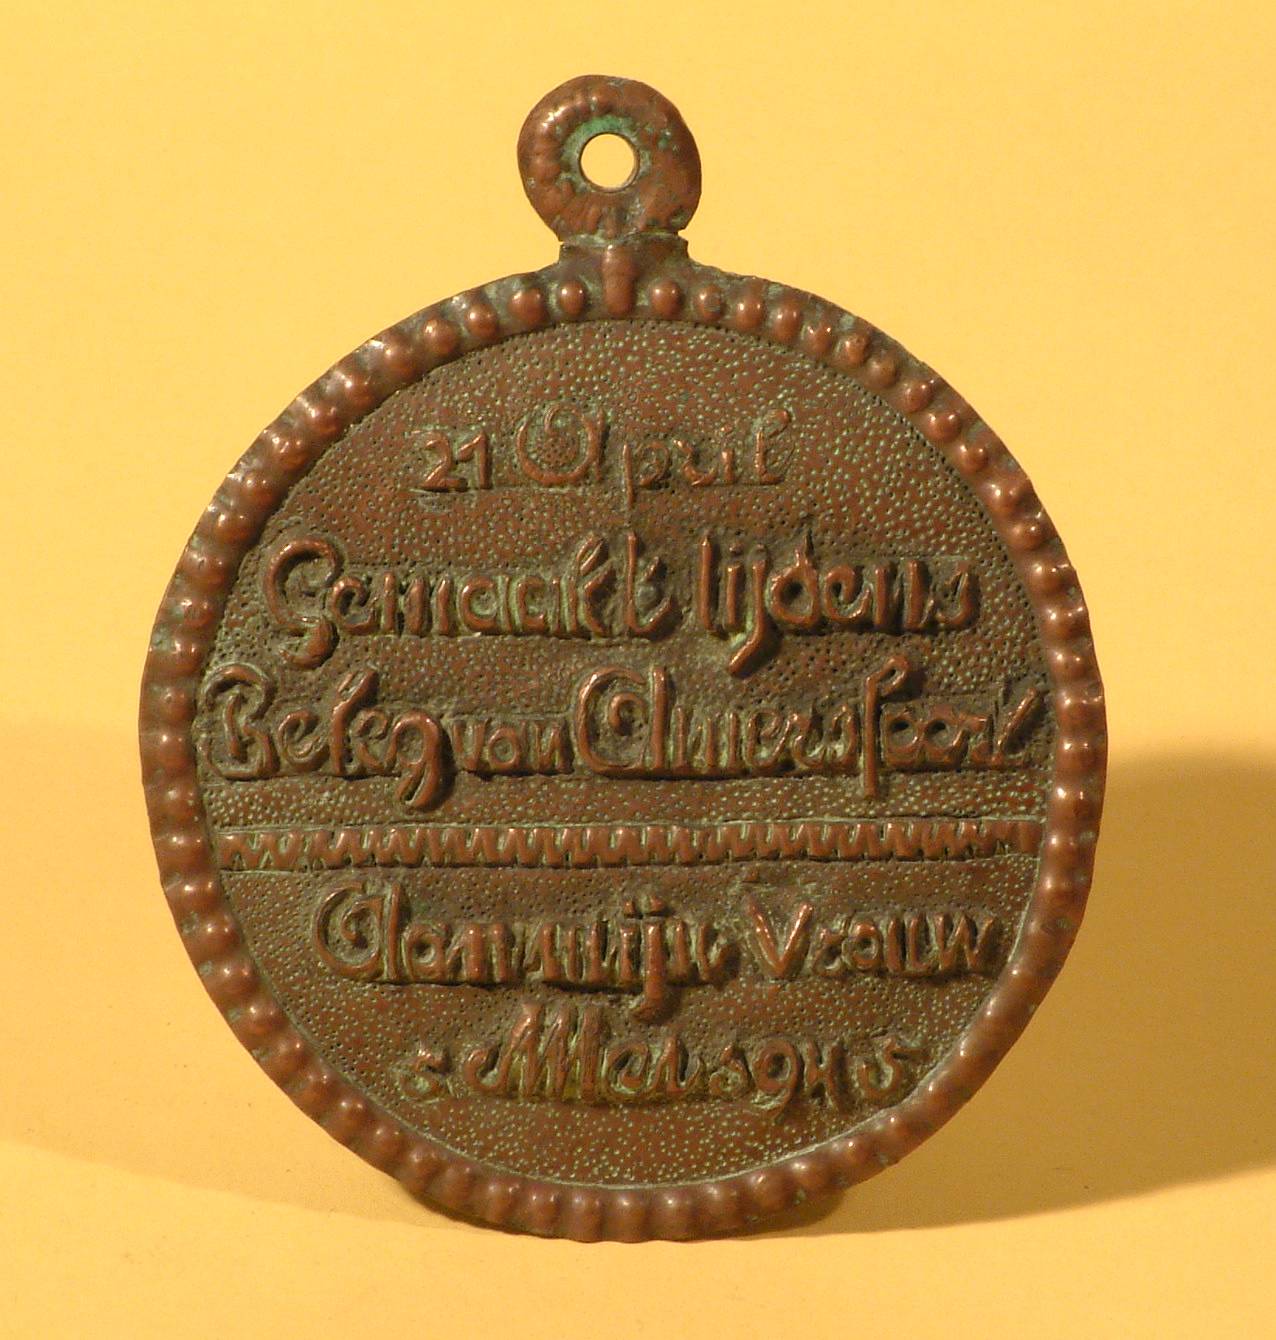 21 April
Gemaakt tijdens
Beleg van Amersfoort
Aan mijn Vrouw
5 Mei 1945